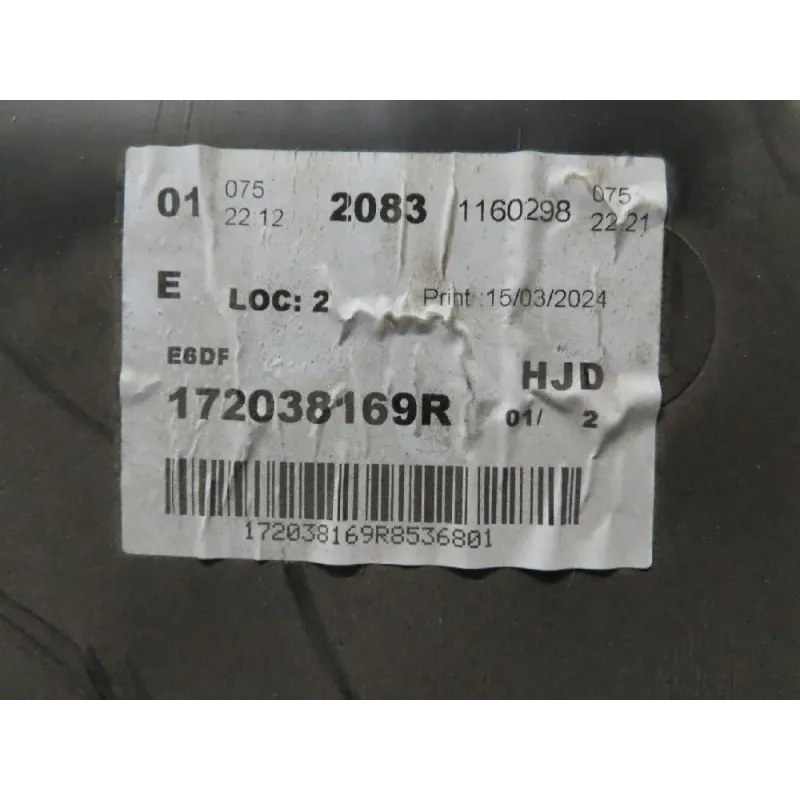 01 075 22 12 2083 1160298 075 22 21
E LOC: 2 Print :15/03/2024
E6DF
172038169R HJD 01/ 2
172038169R8536801